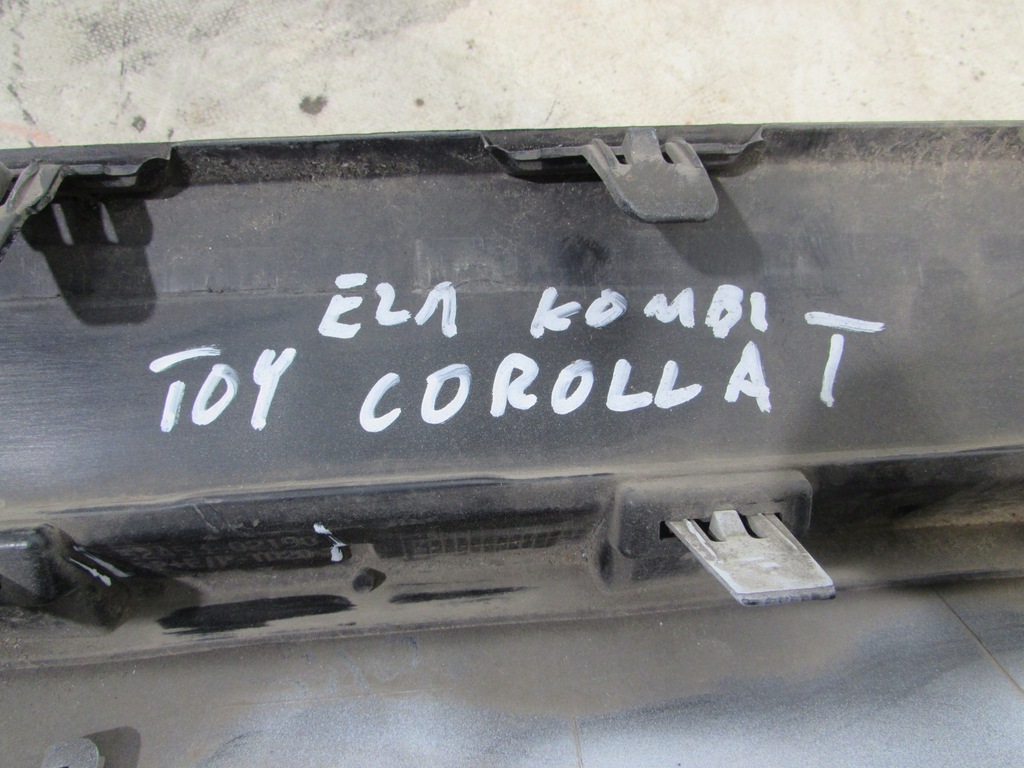 E21 KOMBI
TOY COROLLA T